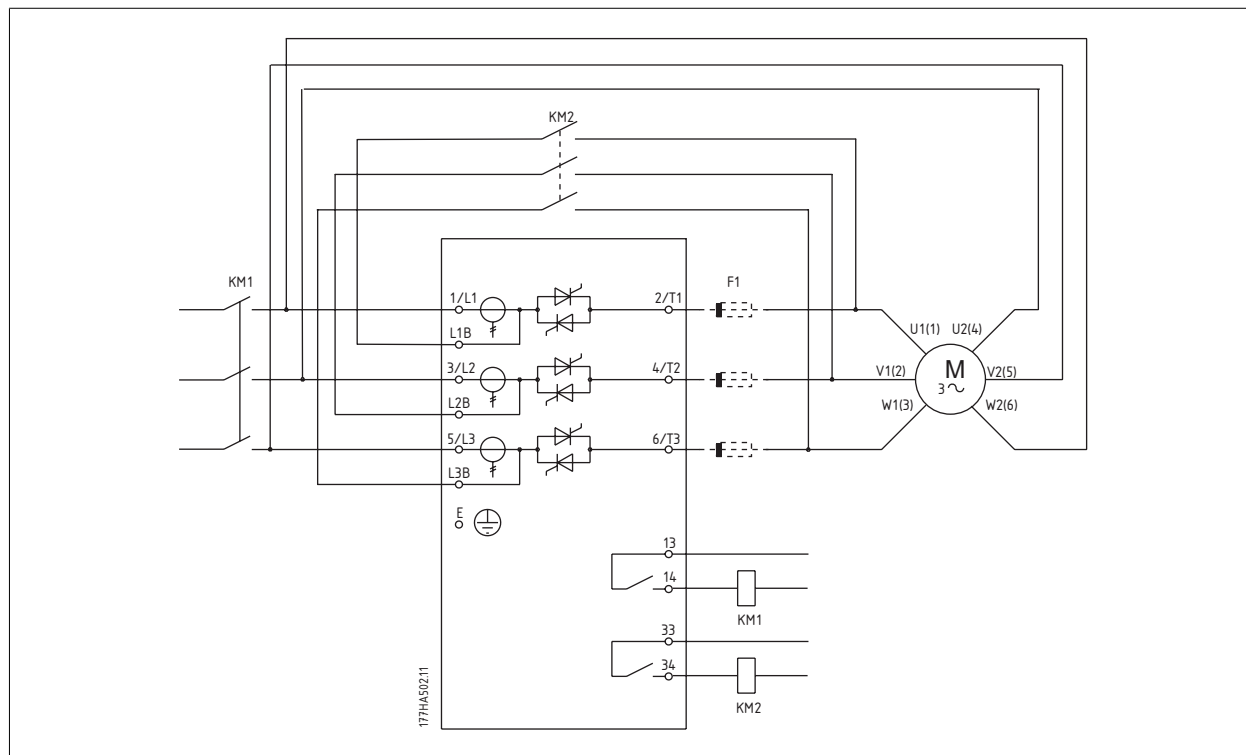 KM2
KM1
F1
1/L1
2/T1
L1B
U1(1)
U2(4)
3/L2
4/T2
V1(2)
M
3
V2(5)
L2B
W1(3)
W2(6)
5/L3
6/T3
L3B
E
13
14
KM1
33
34
KM2
177HA502.11